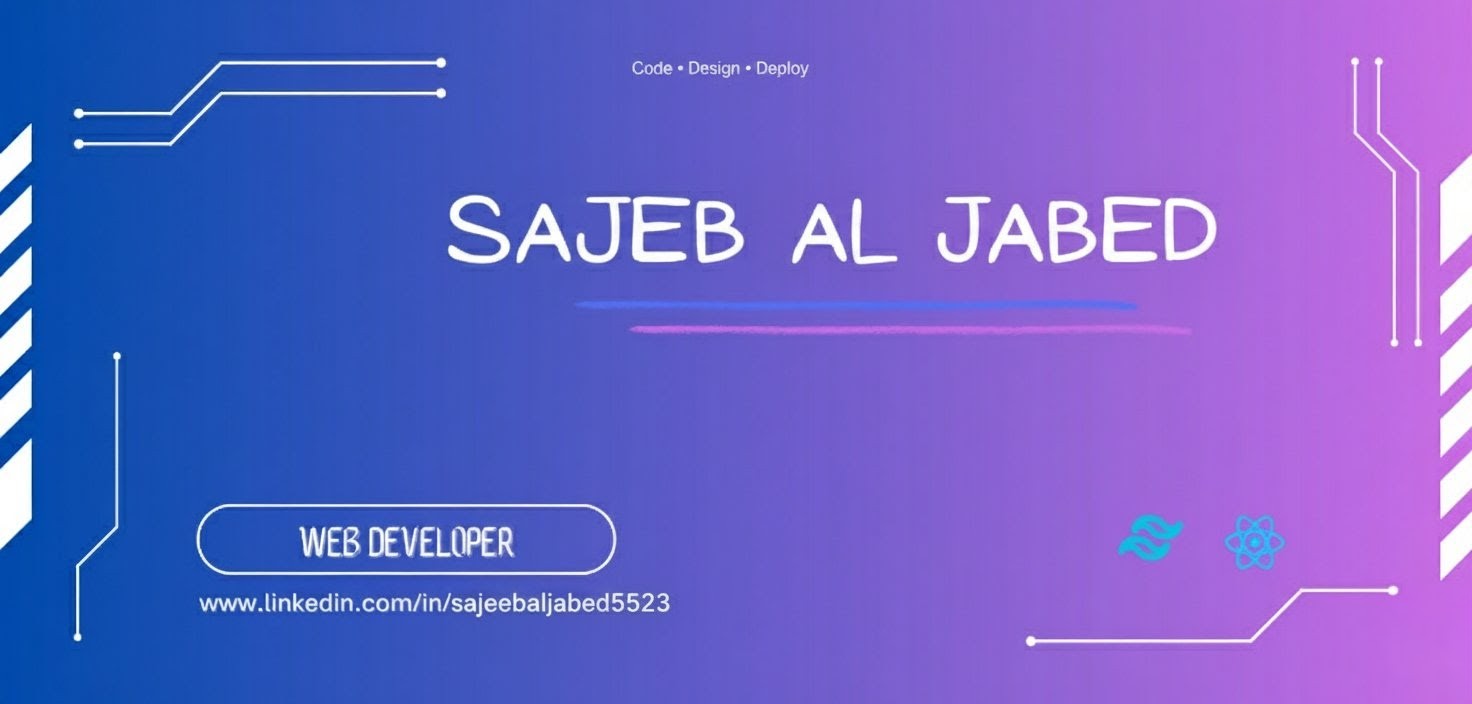 Code • Design • Deploy
SAJEB AL JABED
WEB DEVELOPER
www.linkedin.com/in/sajeebaljabed5523